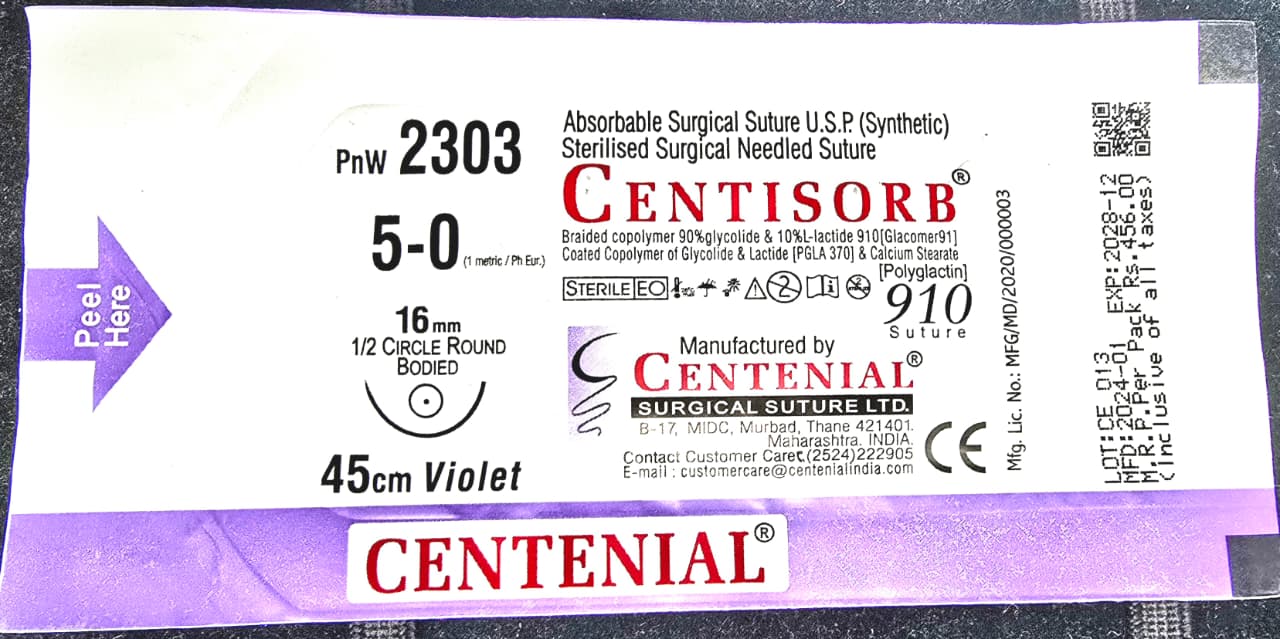 Peel
Here
PnW 2303
5-0 (1 metric / Ph Eur.)
16mm
1/2 CIRCLE ROUND
BODIED
45cm Violet
Absorbable Surgical Suture U.S.P. (Synthetic)
Sterilised Surgical Needled Suture
CENTISORB®
Braided copolymer 90%glycolide & 10%L-lactide 910[Glacomer91]
Coated Copolymer of Glycolide & Lactide [PGLA 370] & Calcium Stearate
STERILE EO
2
[Polyglactin]
910
Suture
Manufactured by
CENTENIAL®
SURGICAL SUTURE LTD.
B-17, MIDC, Murbad, Thane 421401.
Maharashtra. INDIA.
Contact Customer Care:(2524)222905
E-mail : customercare@centenialindia.com
CE
Mfg. Lic. No.: MFG/MD/2020/000003
LOT:CE 013
MFD:2024-01 EXP:2028-12
M.R.P.Per Pack Rs.456.00
(Inclusive of all taxes)
CENTENIAL®